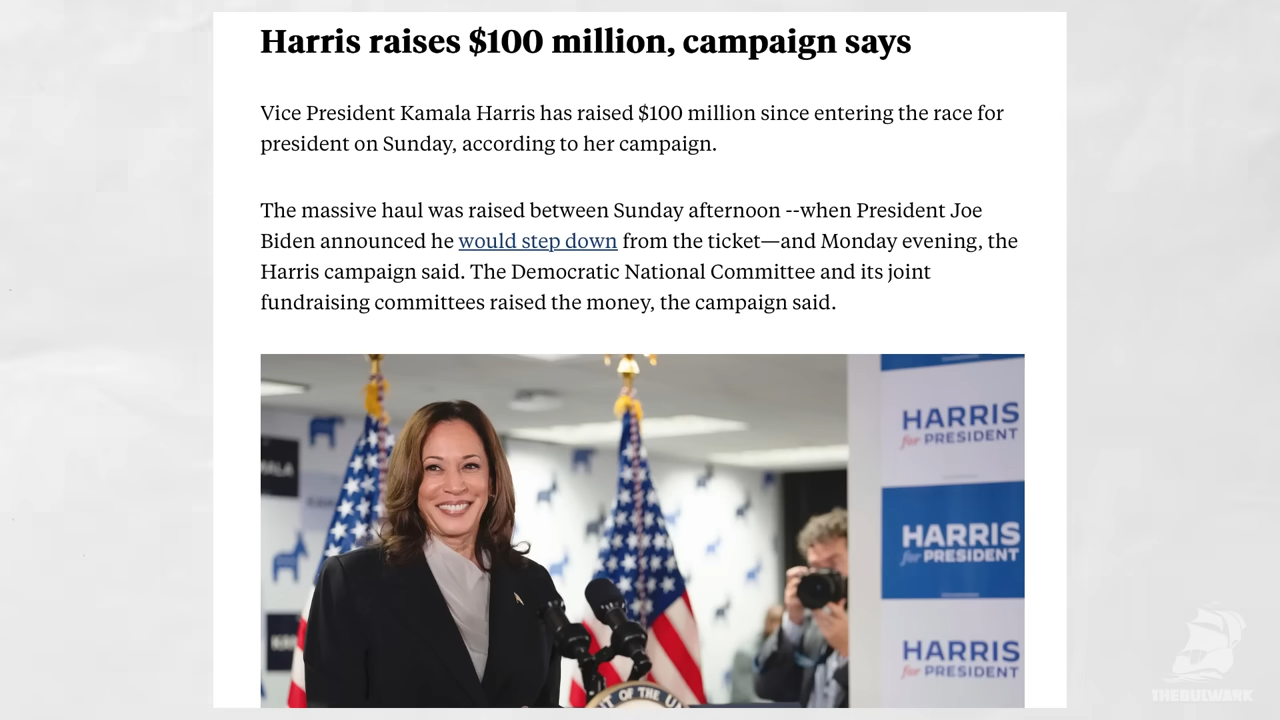 Harris raises $100 million, campaign says
Vice President Kamala Harris has raised $100 million since entering the race for
president on Sunday, according to her campaign.
The massive haul was raised between Sunday afternoon --when President Joe
Biden announced he would step down from the ticket—and Monday evening, the
Harris campaign said. The Democratic National Committee and its joint
fundraising committees raised the money, the campaign said.
HARRIS
for PRESIDENT
HARRIS
for PRESIDENT
HARRIS
for PRESIDENT
OF THE
THEBULWARK